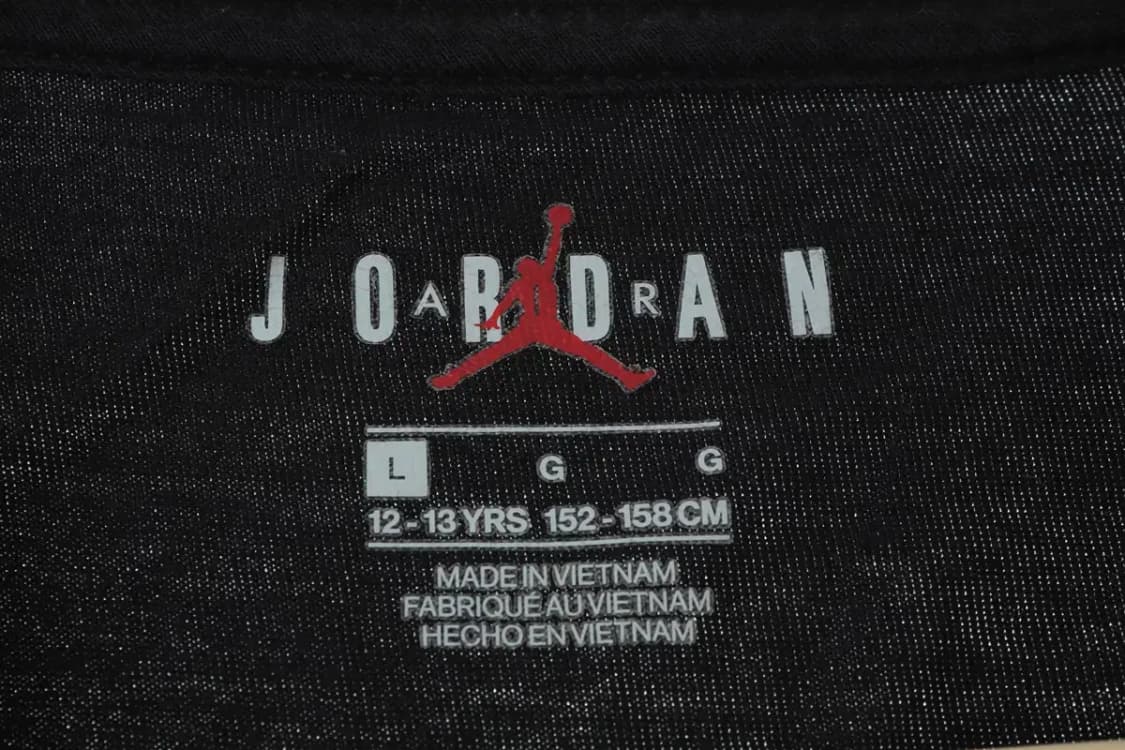 JORDAN
AIR
L G G
12-13 YRS 152-158 CM
MADE IN VIETNAM
FABRIQUÉ AU VIETNAM
HECHO EN VIETNAM